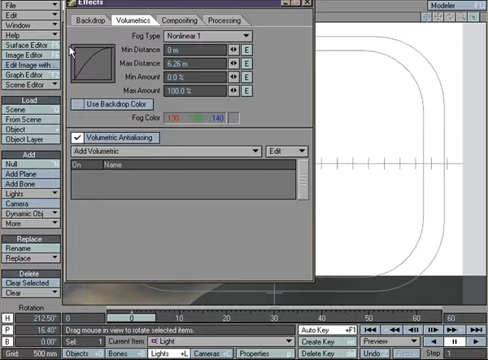 File
Edit
Window
Help
Surface Editor
Image Editor
Edit Image with ...
Graph Editor
Scene Editor
Load
Scene
From Scene
Object
Object Layer
Add
Null
Add Plane
Add Bone
Lights
Camera
Dynamic Obj
More
Replace
Rename
Replace
Delete
Clear Selected
Clear
Effects
Backdrop Volumetrics Compositing Processing
Fog Type Nonlinear 1
Min Distance 0 m E
Max Distance 6.26 m E
Min Amount 0.0 % E
Max Amount 100.0 % E
Use Backdrop Color
Fog Color 130 140
Volumetric Antialiasing
Add Volumetric Edit
On Name
Modeler
Rotation
H 212.50°
P 16.40°
B 0.00°
Grid: 500 mm
0 0 10 20 30 40 50 60
Drag mouse in view to rotate selected items.
Sel: 1 Current Item Light
Objects Bones Lights +L Cameras Properties
Auto Key
Create Key
Delete Key
Preview
Undo Step